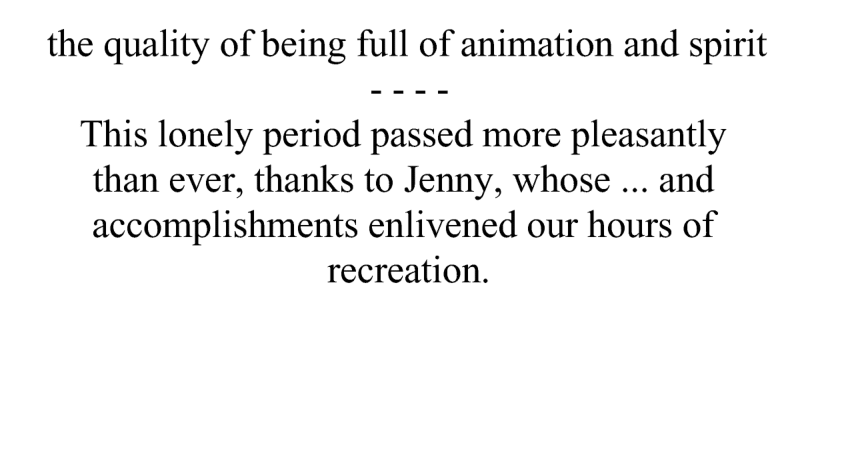 the quality of being full of animation and spirit
- - - -
This lonely period passed more pleasantly
than ever, thanks to Jenny, whose ... and
accomplishments enlivened our hours of
recreation.